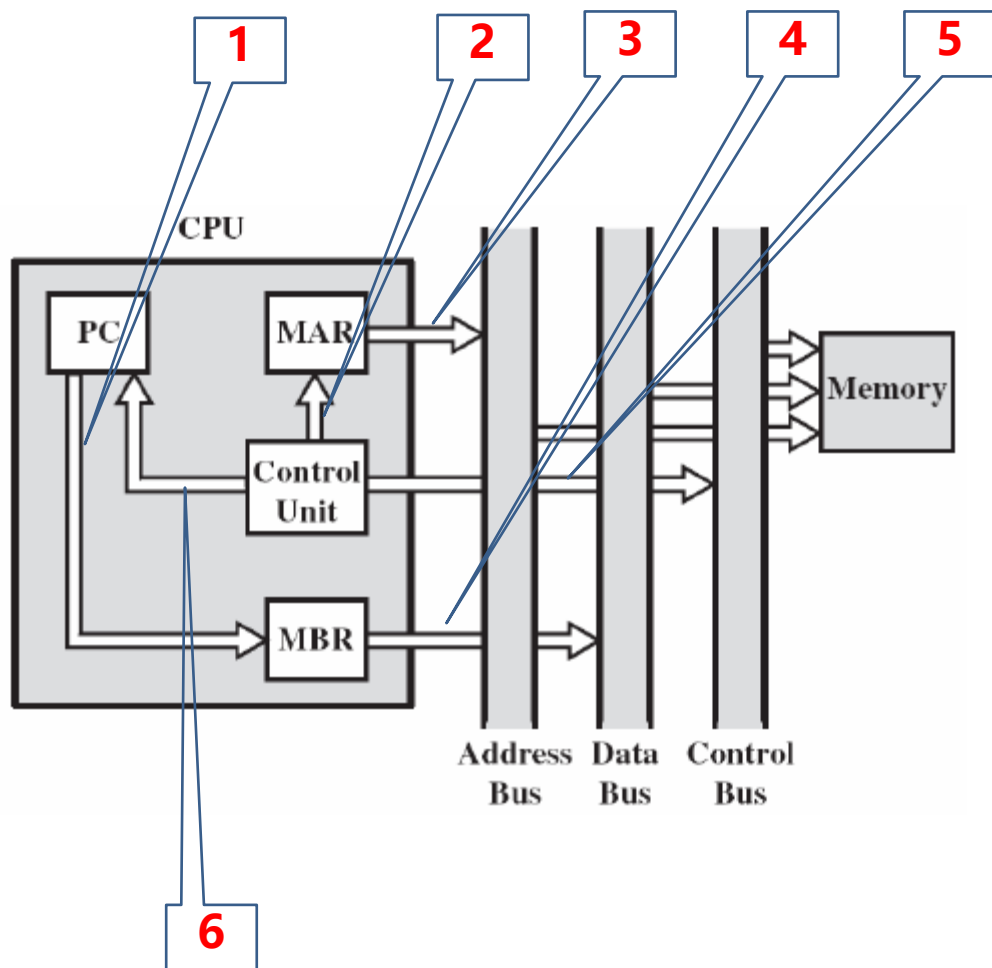 1 2 3 4 5
CPU
PC
MAR
Memory
Control
Unit
MBR
Address Data Control
Bus Bus Bus
6